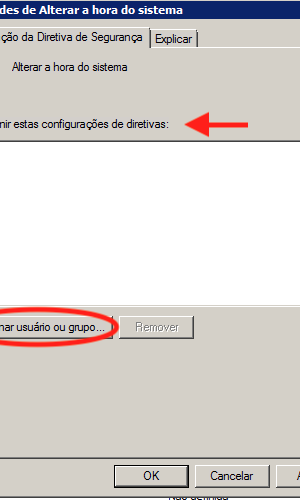 des de Alterar a hora do sistema
ção da Diretiva de Segurança Explicar
Alterar a hora do sistema
nir estas configurações de diretivas:
nar usuário ou grupo... Remover
OK Cancelar A
Não definida